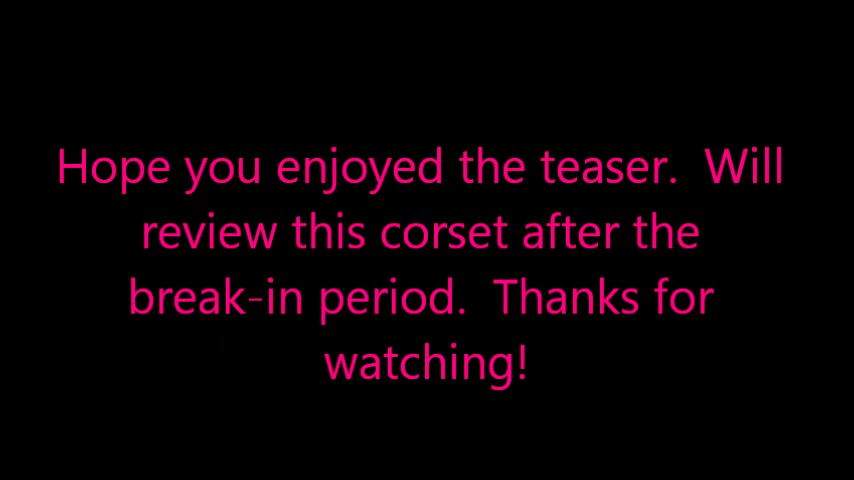 Hope you enjoyed the teaser.  Will
review this corset after the
break-in period.  Thanks for
watching!